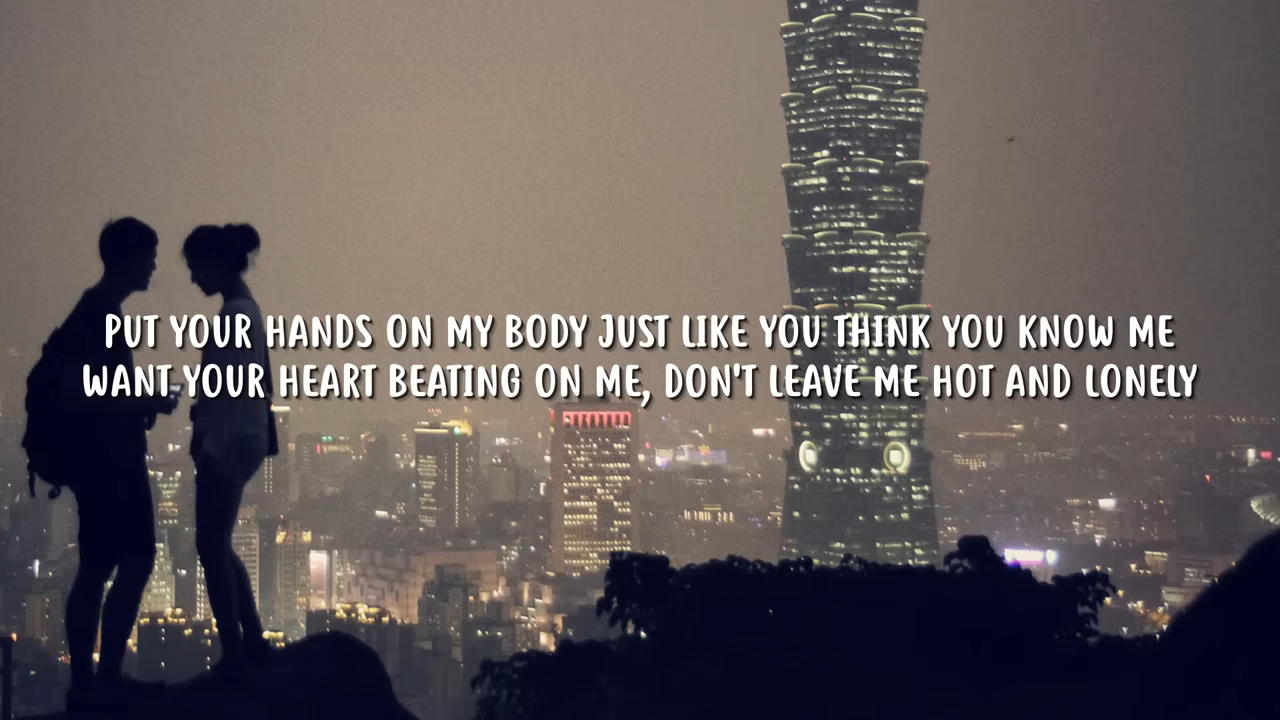 PUT YOUR HANDS ON MY BODY JUST LIKE YOU THINK YOU KNOW ME
WANT YOUR HEART BEATING ON ME, DON'T LEAVE ME HOT AND LONELY